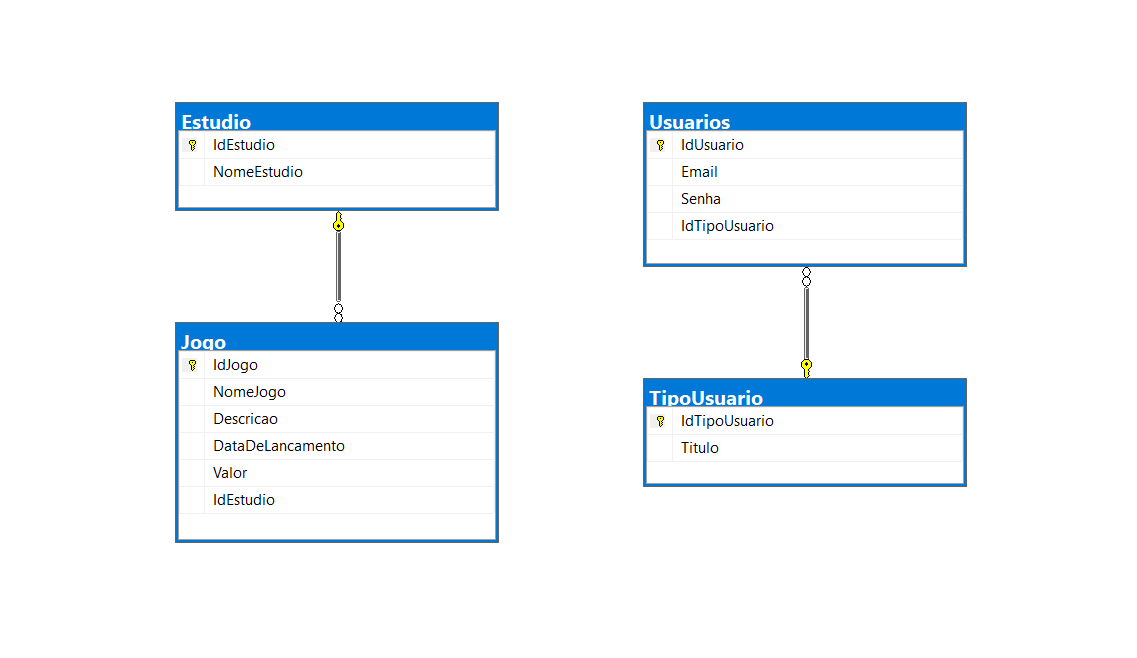 Estudio
IdEstudio
NomeEstudio
Jogo
IdJogo
NomeJogo
Descricao
DataDeLancamento
Valor
IdEstudio
Usuarios
IdUsuario
Email
Senha
IdTipoUsuario
TipoUsuario
IdTipoUsuario
Titulo